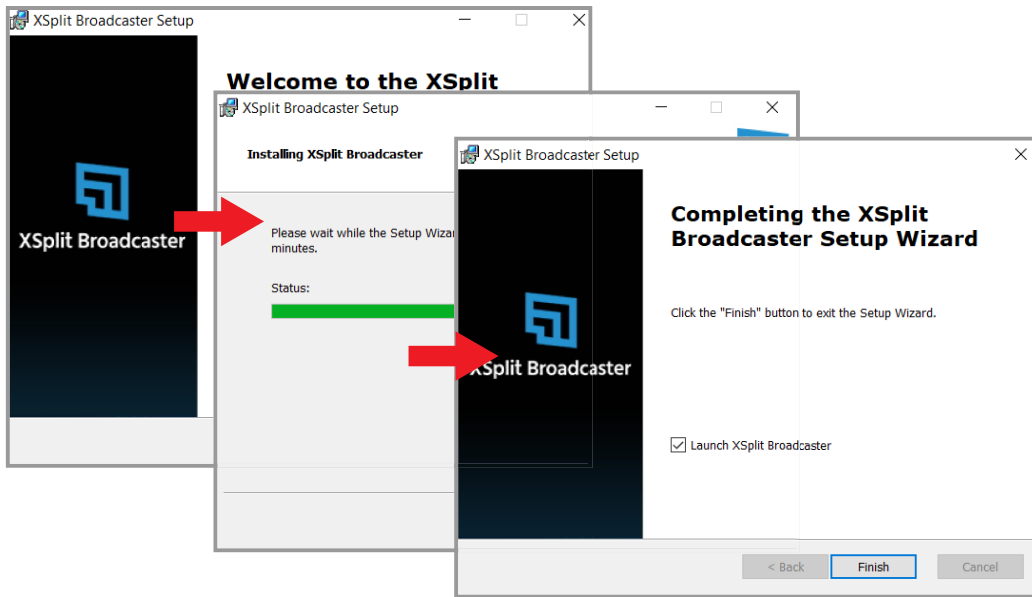 XSplit Broadcaster Setup
Welcome to the XSplit
XSplit Broadcaster
XSplit Broadcaster Setup
Installing XSplit Broadcaster
Please wait while the Setup
minutes.
Status:
XSplit Broadcaster Setup
Completing the XSplit
Broadcaster Setup Wizard
Click the "Finish" button to exit the Setup Wizard.
XSplit Broadcaster
Launch XSplit Broadcaster
< Back
Finish
Cancel